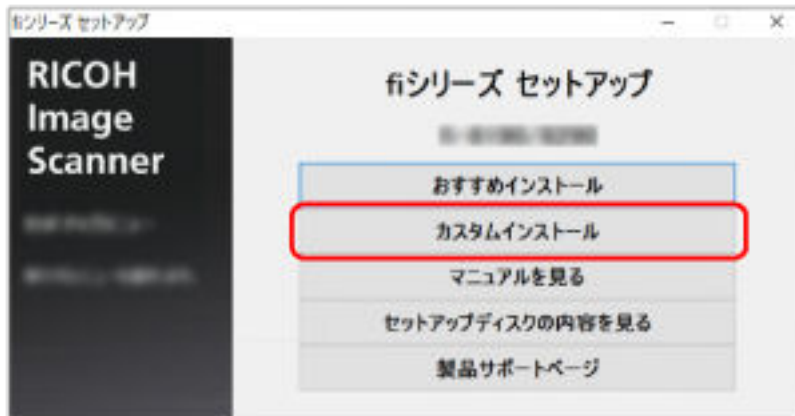 fiシリーズ セットアップ
RICOH
Image
Scanner
fiシリーズ セットアップ
おすすめインストール
カスタムインストール
マニュアルを見る
セットアップディスクの内容を見る
製品サポートページ